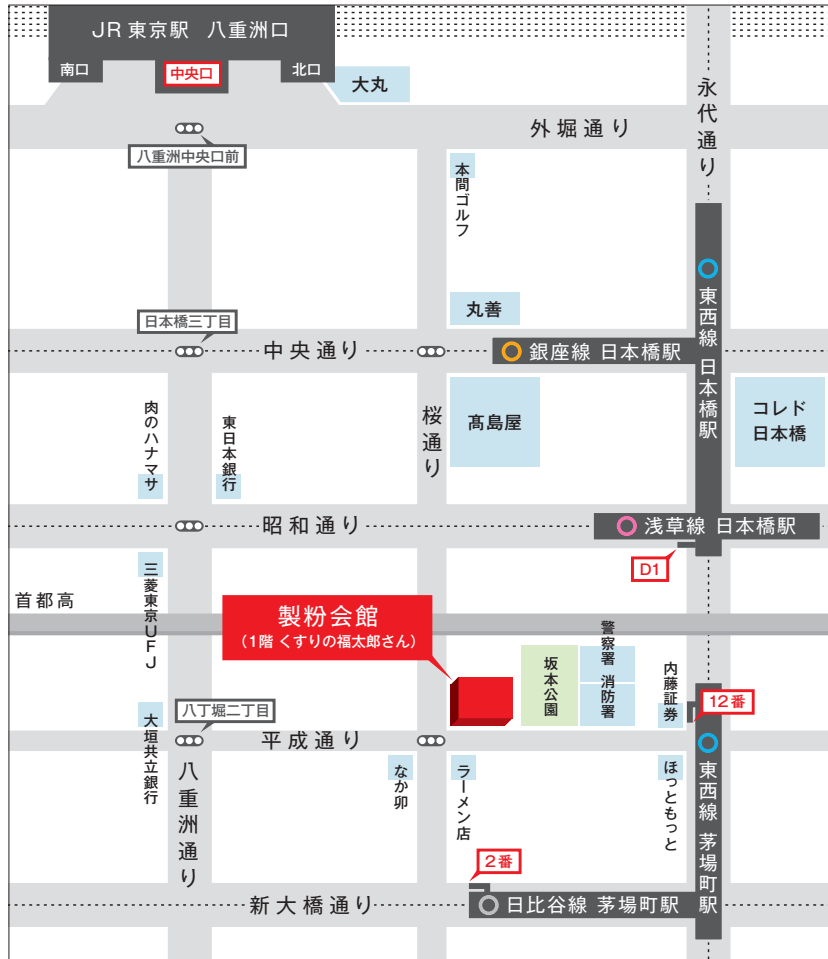 JR 東京駅 八重洲口
南口
中央口
北口
大丸
永代通り
外堀通り
八重洲中央口前
本間ゴルフ
東西線 日本橋駅
丸善
日本橋三丁目
中央通り
銀座線 日本橋駅
肉のハナマサ
東日本銀行
桜通り
髙島屋
コレド
日本橋
昭和通り
浅草線 日本橋駅
D1
三菱東京UFJ
首都高
製粉会館
(1階 くすりの福太郎さん)
坂本公園
警察署
消防署
内藤証券
12番
大垣共立銀行
八丁堀二丁目
平成通り
八重洲通り
なか卯
ラーメン店
ほっともっと
東西線 茅場町駅
2番
新大橋通り
日比谷線 茅場町駅